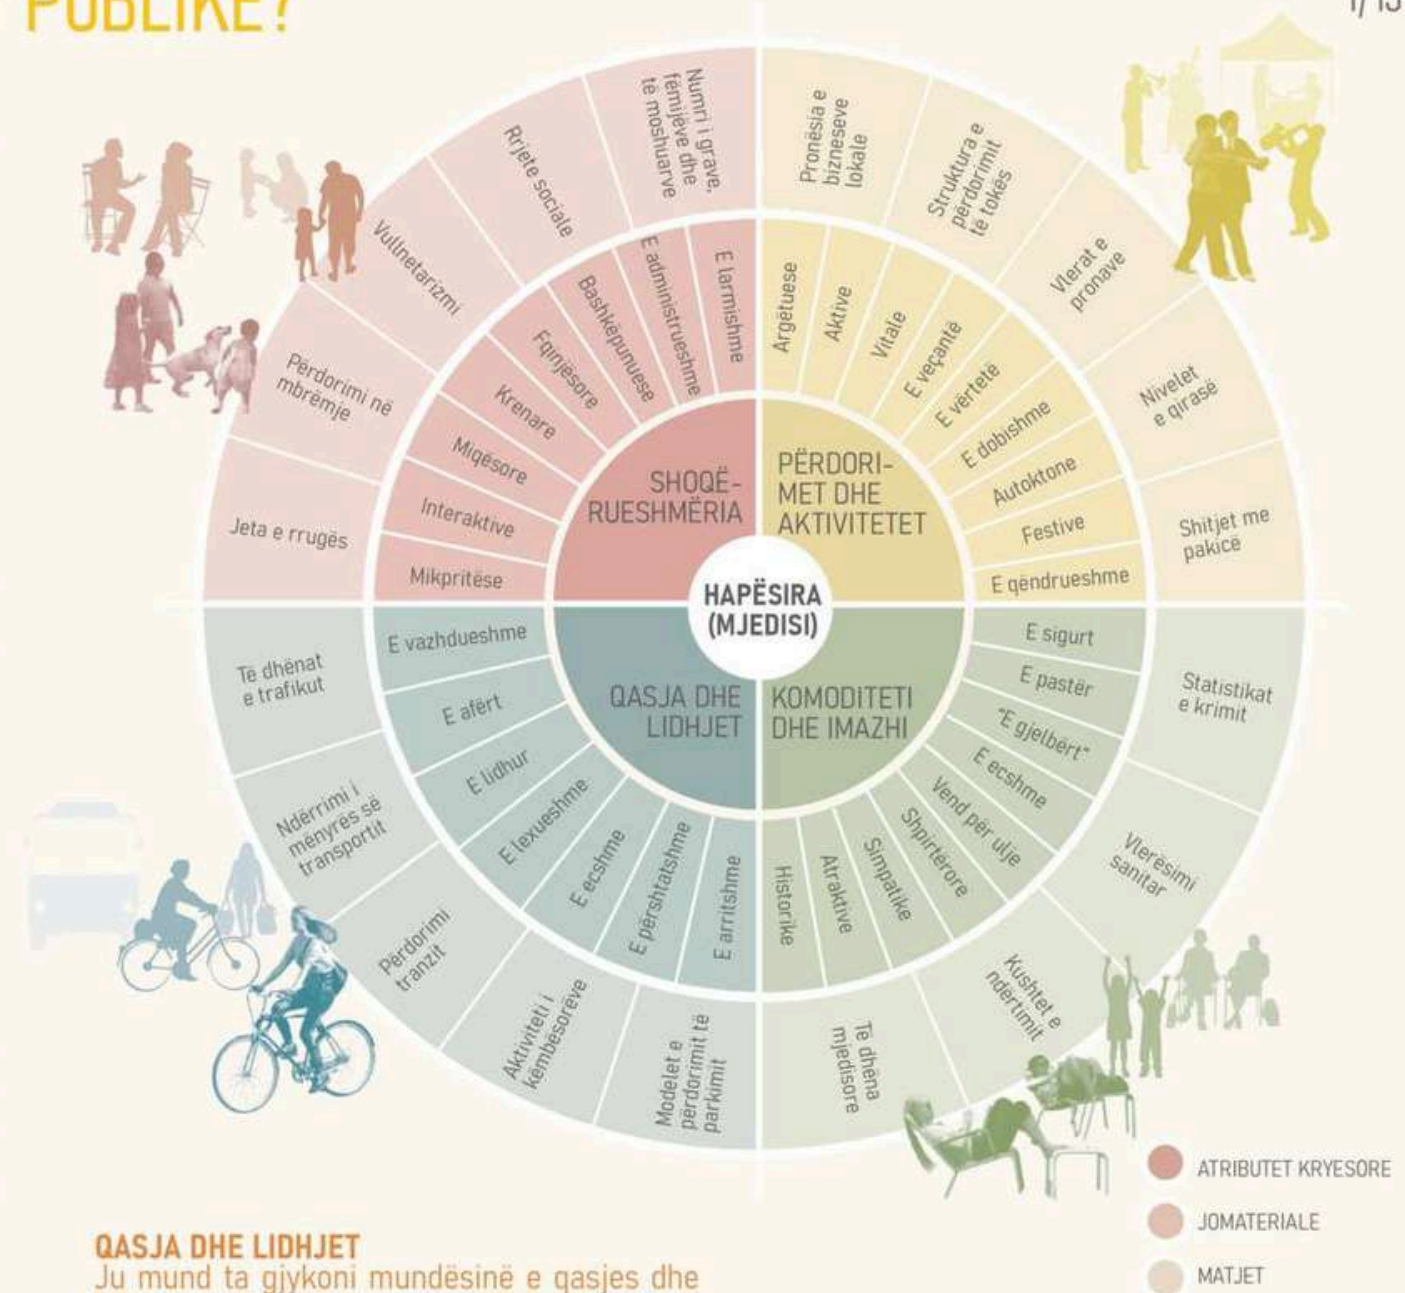 PUBLIKE?
1/15
Numri i grave,
fëmijëve dhe
të moshuarve
Rrjete sociale
Vullnetarizmi
Përdorimi në
mbrëmje
Jeta e rrugës
Pronësia e
bizneseve
lokale
Struktura e
përdorimit
të tokës
Vlerat e
pronave
Nivelet
e qirasë
Shitjet me
pakicë
E larmishme
E administrueshme
Bashkëpunuese
Fqinjësore
Krenare
Miqësore
Interaktive
Mikpritëse
Argëtuese
Aktive
Vitale
E veçantë
E vërtetë
E dobishme
Autoktone
Festive
E qëndrueshme
SHOQË-
RUESHMËRIA
PËRDORI-
MET DHE
AKTIVITETET
HAPËSIRA
(MJEDISI)
QASJA DHE
LIDHJET
KOMODITETI
DHE IMAZHI
E vazhdueshme
E afërt
E lidhur
E lexueshme
E ecshme
E përshtatshme
E arritshme
E sigurt
E pastër
"E gjelbërt"
E ecshme
Vend për ulje
Shpirtërore
Simpatike
Atraktive
Historike
Të dhënat
e trafikut
Ndërrimi i
mënyrës së
transportit
Përdorimi
tranzit
Aktiviteti i
këmbësorëve
Modelet e
përdorimit të
parkimit
Statistikat
e krimit
Vlerësimi
sanitar
Kushtet e
ndërtimit
Të dhëna
mjedisore
ATRIBUTET KRYESORE
JOMATERIALE
MATJET
QASJA DHE LIDHJET
Ju mund ta gjykoni mundësinë e qasjes dhe